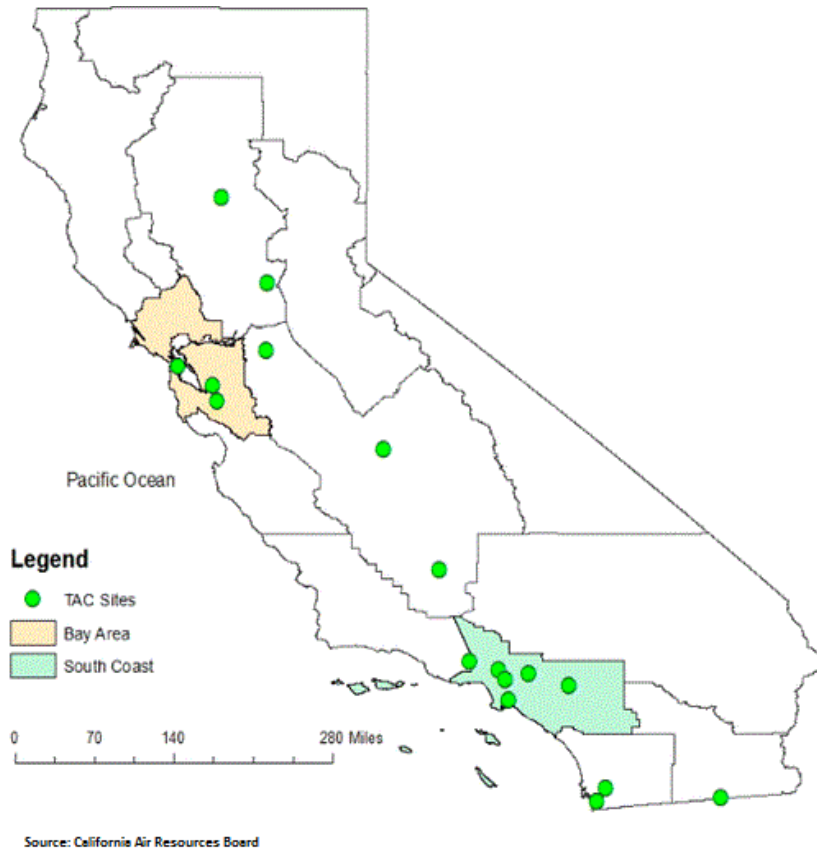 Pacific Ocean
Legend
TAC Sites
Bay Area
South Coast
0 70 140 280 Miles
Source: California Air Resources Board